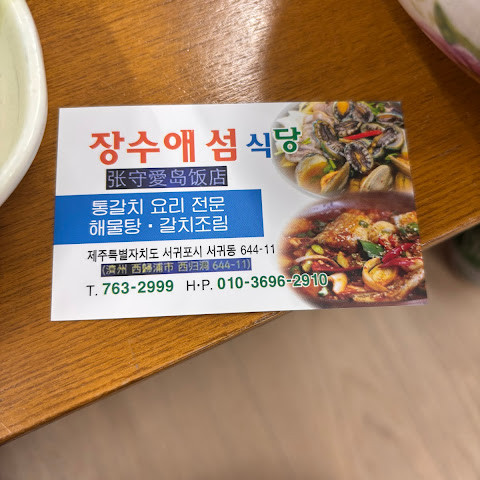 장수애 섬 식당
张守愛岛饭店
통갈치 요리 전문
해물탕·갈치조림
제주특별자치도 서귀포시 서귀동 644-11
(濟州 西歸浦市 西归洞 644-11)
T. 763-2999 H·P. 010-3696-2910